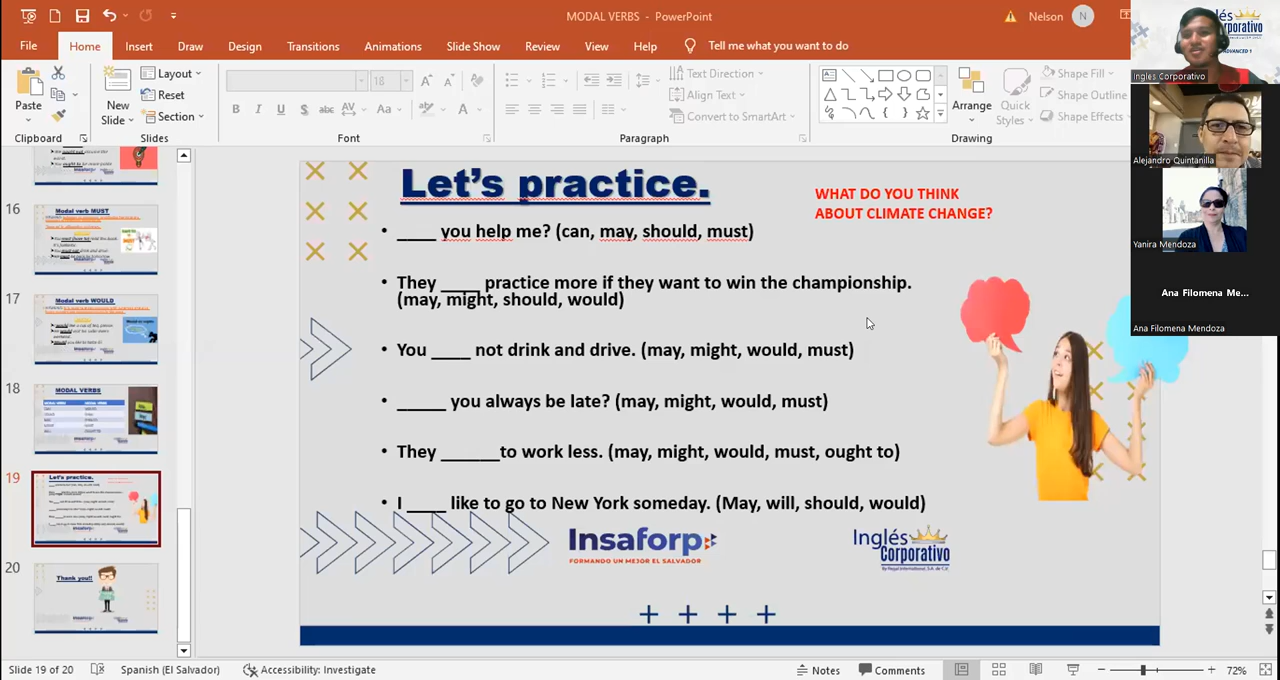 MODAL VERBS - PowerPoint
Nelson
N
File
Home
Insert
Draw
Design
Transitions
Animations
Slide Show
Review
View
Help
Tell me what you want to do
Paste
Clipboard
New
Slide
Layout
Reset
Section
Slides
18
Font
Text Direction
Align Text
Convert to SmartArt
Paragraph
Arrange
Quick
Styles
Shape Fill
Shape Outline
Shape Effects
Drawing
Ingles Corporativo
Alejandro Quintanilla
Yanira Mendoza
Ana Filomena Me...
Ana Filomena Mendoza
16
Modal verb MUST
17
Modal verb WOULD
18
MODAL VERBS
19
Let's practice.
20
Thank you!!
Let's practice.
WHAT DO YOU THINK
ABOUT CLIMATE CHANGE?
• ____ you help me? (can, may, should, must)
• They ____ practice more if they want to win the championship.
(may, might, should, would)
• You ____ not drink and drive. (may, might, would, must)
• _____ you always be late? (may, might, would, must)
• They ______to work less. (may, might, would, must, ought to)
• I ____ like to go to New York someday. (May, will, should, would)
Insaforp
FORMANDO UN MEJOR EL SALVADOR
Inglés
Corporativo
Slide 19 of 20
Spanish (El Salvador)
Accessibility: Investigate
Notes
Comments
72%